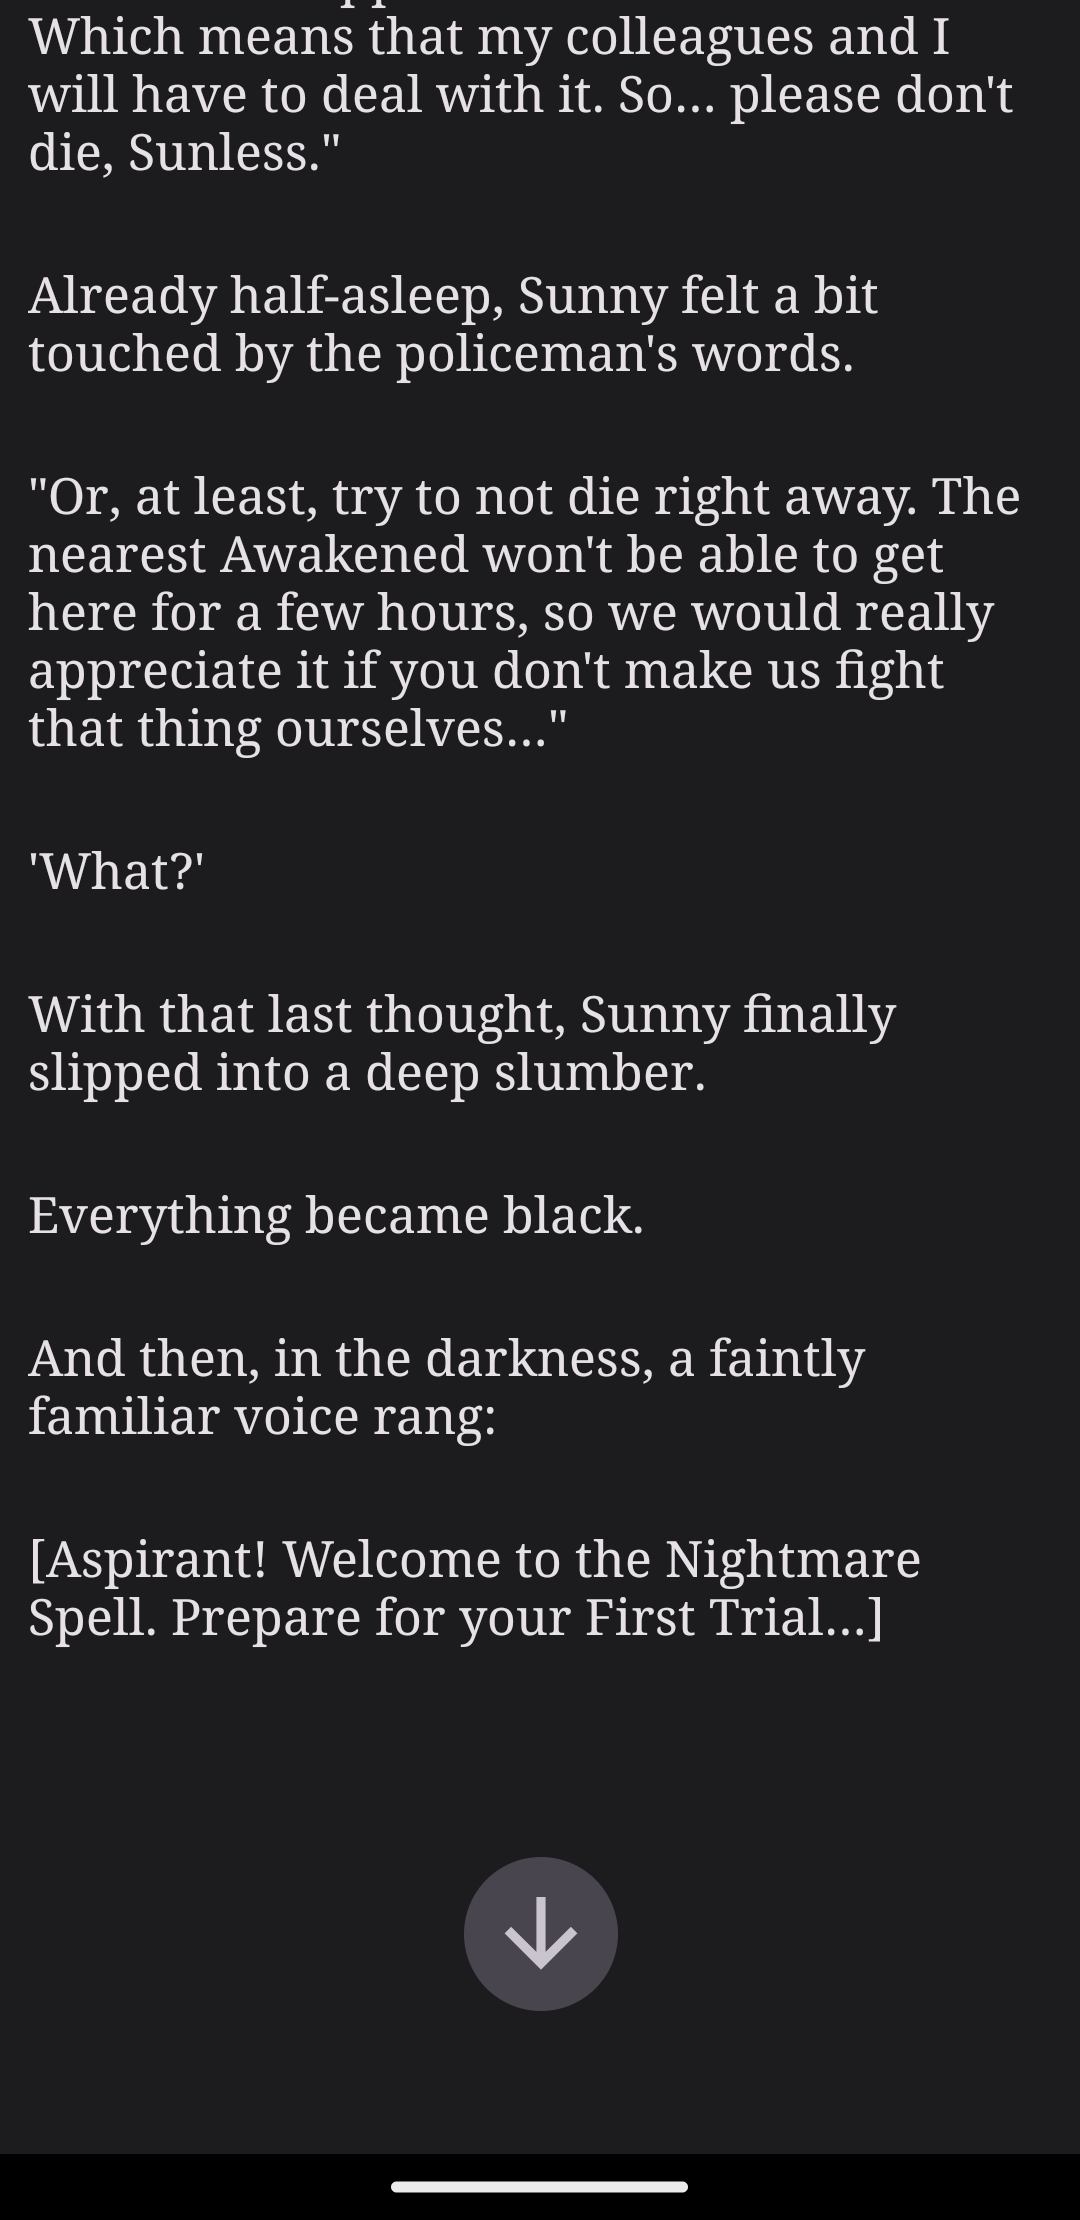 Which means that my colleagues and I
will have to deal with it. So... please don't
die, Sunless."
Already half-asleep, Sunny felt a bit
touched by the policeman's words.
"Or, at least, try to not die right away. The
nearest Awakened won't be able to get
here for a few hours, so we would really
appreciate it if you don't make us fight
that thing ourselves..."
'What?'
With that last thought, Sunny finally
slipped into a deep slumber.
Everything became black.
And then, in the darkness, a faintly
familiar voice rang:
[Aspirant! Welcome to the Nightmare
Spell. Prepare for your First Trial...]